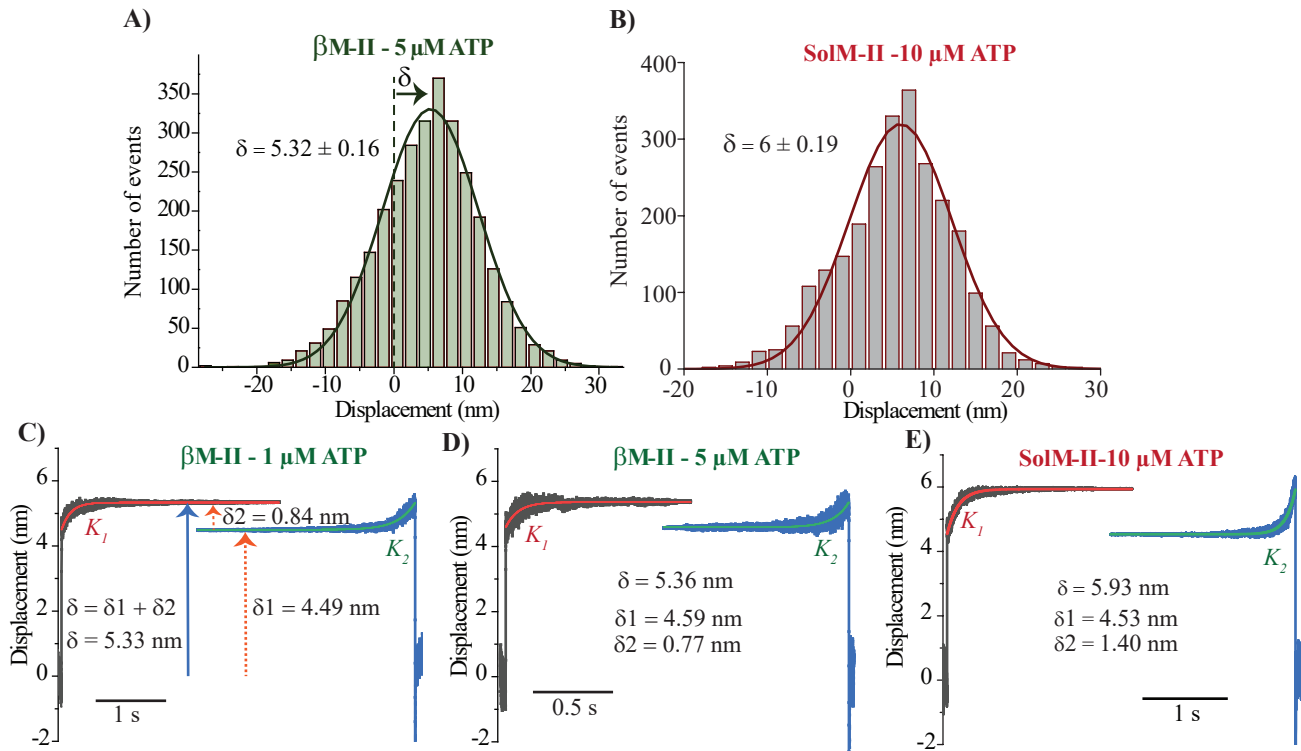 A)
βM-II - 5 µM ATP
Number of events
350
300
250
200
150
100
50
0
δ
δ = 5.32 ± 0.16
-20
-10
0
10
20
30
Displacement (nm)
B)
SolM-II -10 µM ATP
Number of events
400
300
200
100
0
δ = 6 ± 0.19
-20
-10
0
10
20
30
Displacement (nm)
C)
βM-II - 1 µM ATP
Displacement (nm)
6
4
2
0
-2
K1
δ2 = 0.84 nm
K2
δ = δ1 + δ2
δ1 = 4.49 nm
δ = 5.33 nm
1 s
D)
βM-II - 5 µM ATP
Displacement (nm)
6
4
2
0
-2
K1
K2
δ = 5.36 nm
δ1 = 4.59 nm
δ2 = 0.77 nm
0.5 s
E)
SolM-II-10 µM ATP
Displacement (nm)
6
4
2
0
-2
K1
K2
δ = 5.93 nm
δ1 = 4.53 nm
δ2 = 1.40 nm
1 s